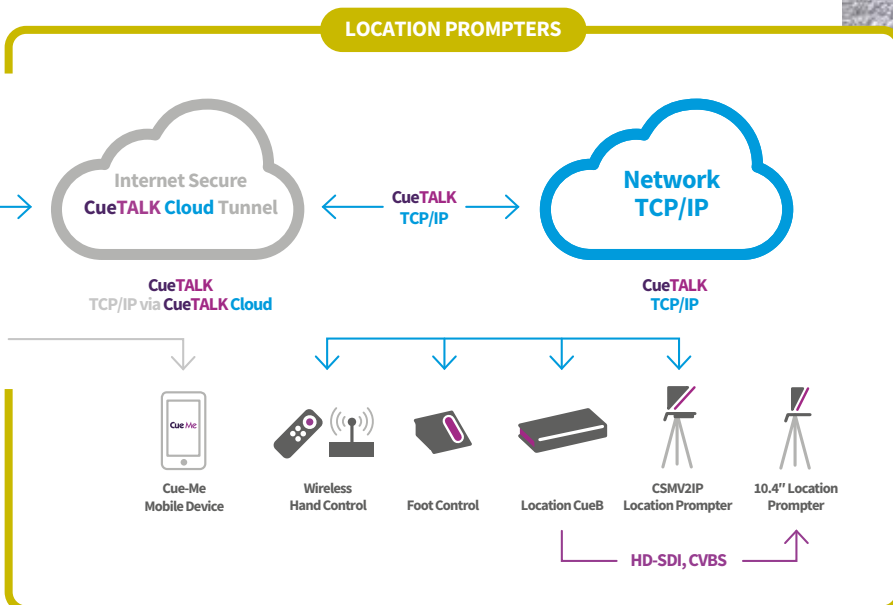 LOCATION PROMPTERS
Internet Secure
CueTALK Cloud Tunnel
CueTALK
TCP/IP
Network
TCP/IP
CueTALK
TCP/IP via CueTALK Cloud
CueTALK
TCP/IP
Cue Me
Cue-Me
Mobile Device
Wireless
Hand Control
Foot Control
Location CueB
CSMV2IP
Location Prompter
10.4" Location
Prompter
HD-SDI, CVBS